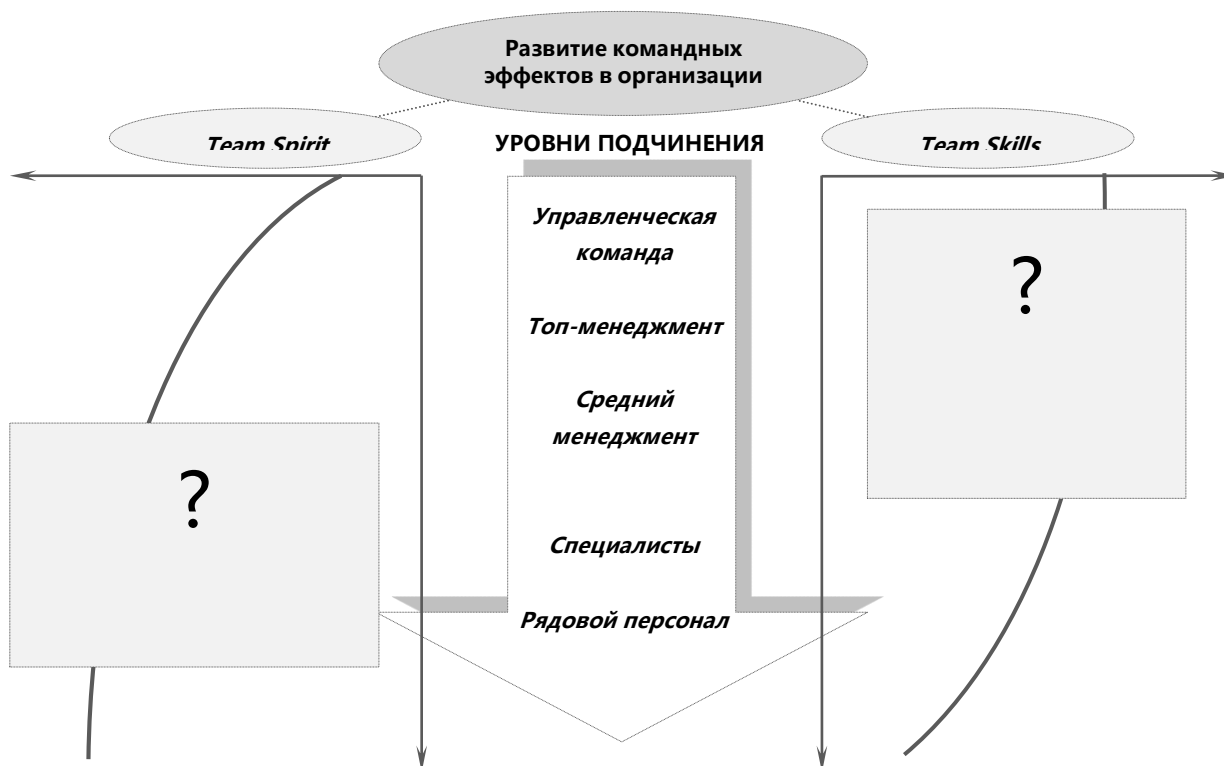 Развитие командных
эффектов в организации
Team Spirit
УРОВНИ ПОДЧИНЕНИЯ
Team Skills
Управленческая
команда
?
Топ-менеджмент
Средний
менеджмент
?
Специалисты
Рядовой персонал